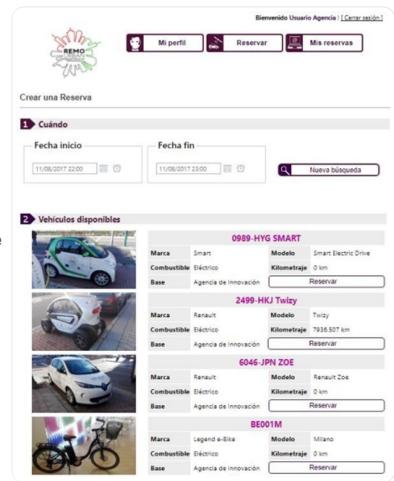 Bienvenido Usuario Agencia | [Cerrar sesión]
REMO
Mi perfil
Reservar
Mis reservas
Crear una Reserva
1 Cuándo
Fecha inicio
Fecha fin
11/08/2017 22:00
11/08/2017 23:00
Nueva búsqueda
2 Vehículos disponibles
e
0989-HYG SMART
Marca Smart Modelo Smart Electric Drive
Combustible Eléctrico Kilometraje 0 km
Base Agencia de Innovación Reservar
2499-HKJ Twizy
Marca Renault Modelo Twizy
Combustible Eléctrico Kilometraje 7936.507 km
Base Agencia de Innovación Reservar
6046-JPN ZOE
Marca Renault Modelo Renault Zoe
Combustible Eléctrico Kilometraje 0 km
Base Agencia de Innovación Reservar
BE001M
Marca Legend e-Bike Modelo Milano
Combustible Eléctrico Kilometraje 0 km
Base Agencia de Innovación Reservar